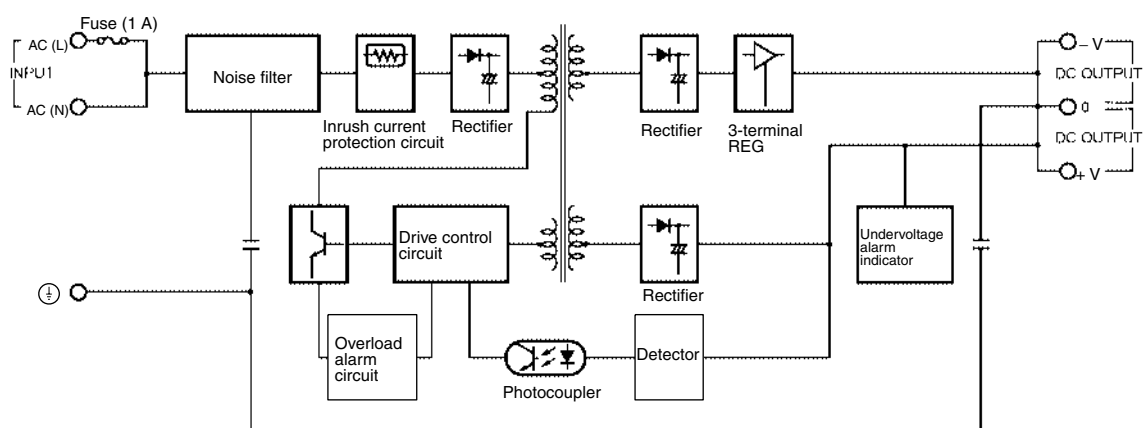 Fuse (1 A)
AC (L)
INPU1
AC (N)
Noise filter
Inrush current
protection circuit
Rectifier
Rectifier
3-terminal
REG
– V
DC OUTPUT
0
DC OUTPUT
+ V
Drive control
circuit
Rectifier
Undervoltage
alarm
indicator
Overload
alarm
circuit
Photocoupler
Detector